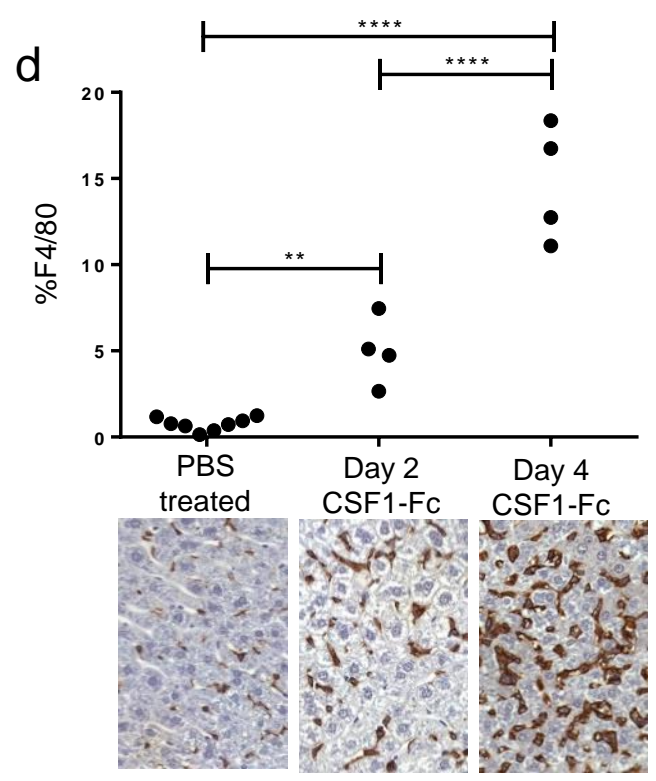 ****
d
****
20
15
%F4/80
10
**
5
0
PBS
treated
Day 2
CSF1-Fc
Day 4
CSF1-Fc